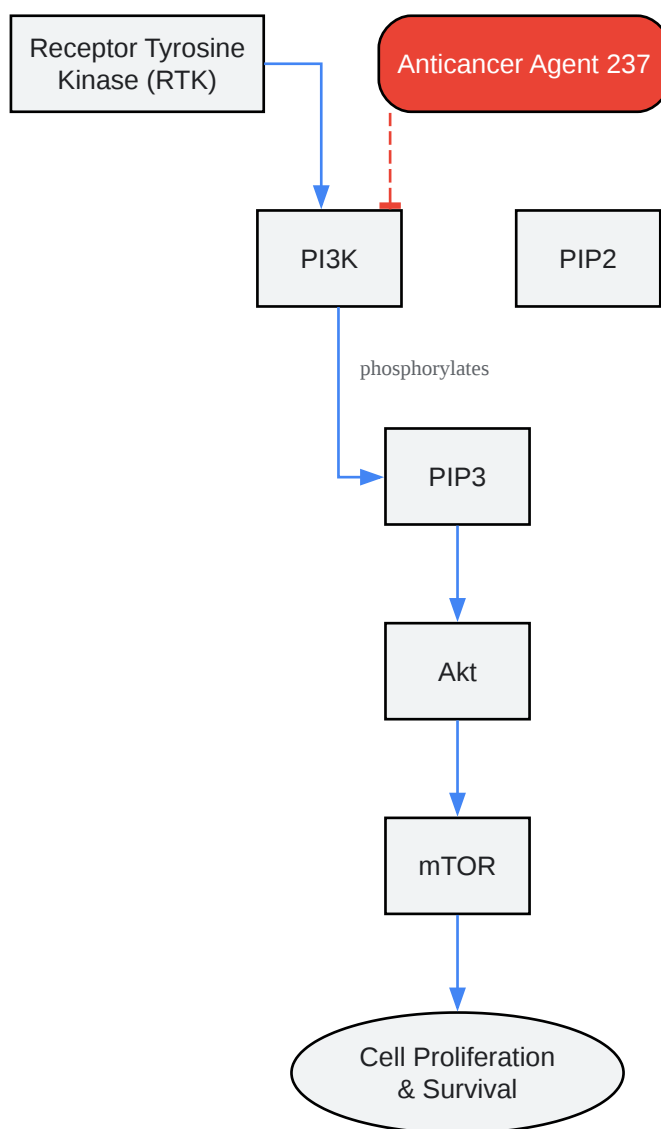 Receptor Tyrosine
Kinase (RTK)
Anticancer Agent 237
PI3K
PIP2
phosphorylates
PIP3
Akt
mTOR
Cell Proliferation
& Survival